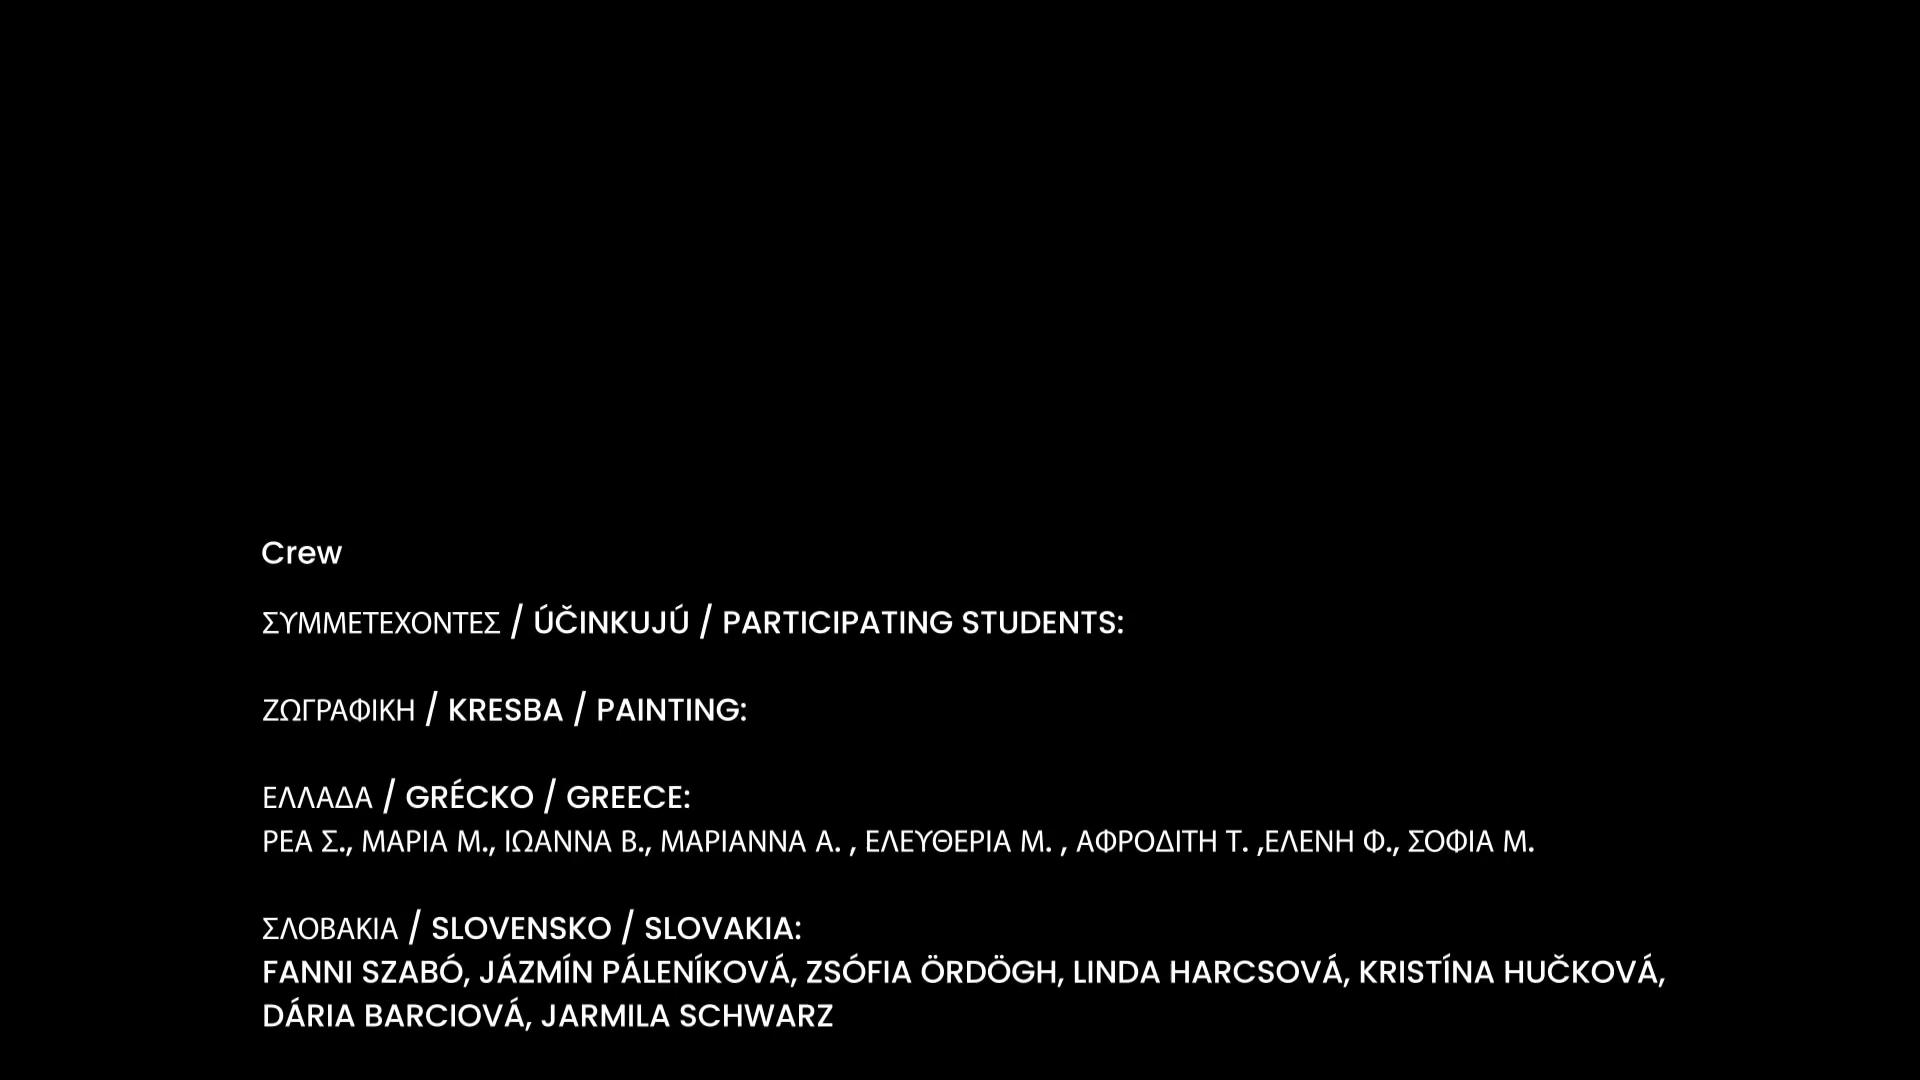 Crew
ΣΥΜΜΕΤΕΧΟΝΤΕΣ / ÚČINKUJÚ / PARTICIPATING STUDENTS:
ΖΩΓΡΑΦΙΚΗ / KRESBA / PAINTING:
ΕΛΛΑΔΑ / GRÉCKO / GREECE:
ΡΕΑ Σ., ΜΑΡΙΑ Μ., ΙΩΑΝΝΑ Β., ΜΑΡΙΑΝΝΑ Α. , ΕΛΕΥΘΕΡΙΑ Μ. , ΑΦΡΟΔΙΤΗ Τ. ,ΕΛΕΝΗ Φ., ΣΟΦΙΑ Μ.
ΣΛΟΒΑΚΙΑ / SLOVENSKO / SLOVAKIA:
FANNI SZABÓ, JÁZMÍN PÁLENÍKOVÁ, ZSÓFIA ÖRDÖGH, LINDA HARCSOVÁ, KRISTÍNA HUČKOVÁ,
DÁRIA BARCIOVÁ, JARMILA SCHWARZ